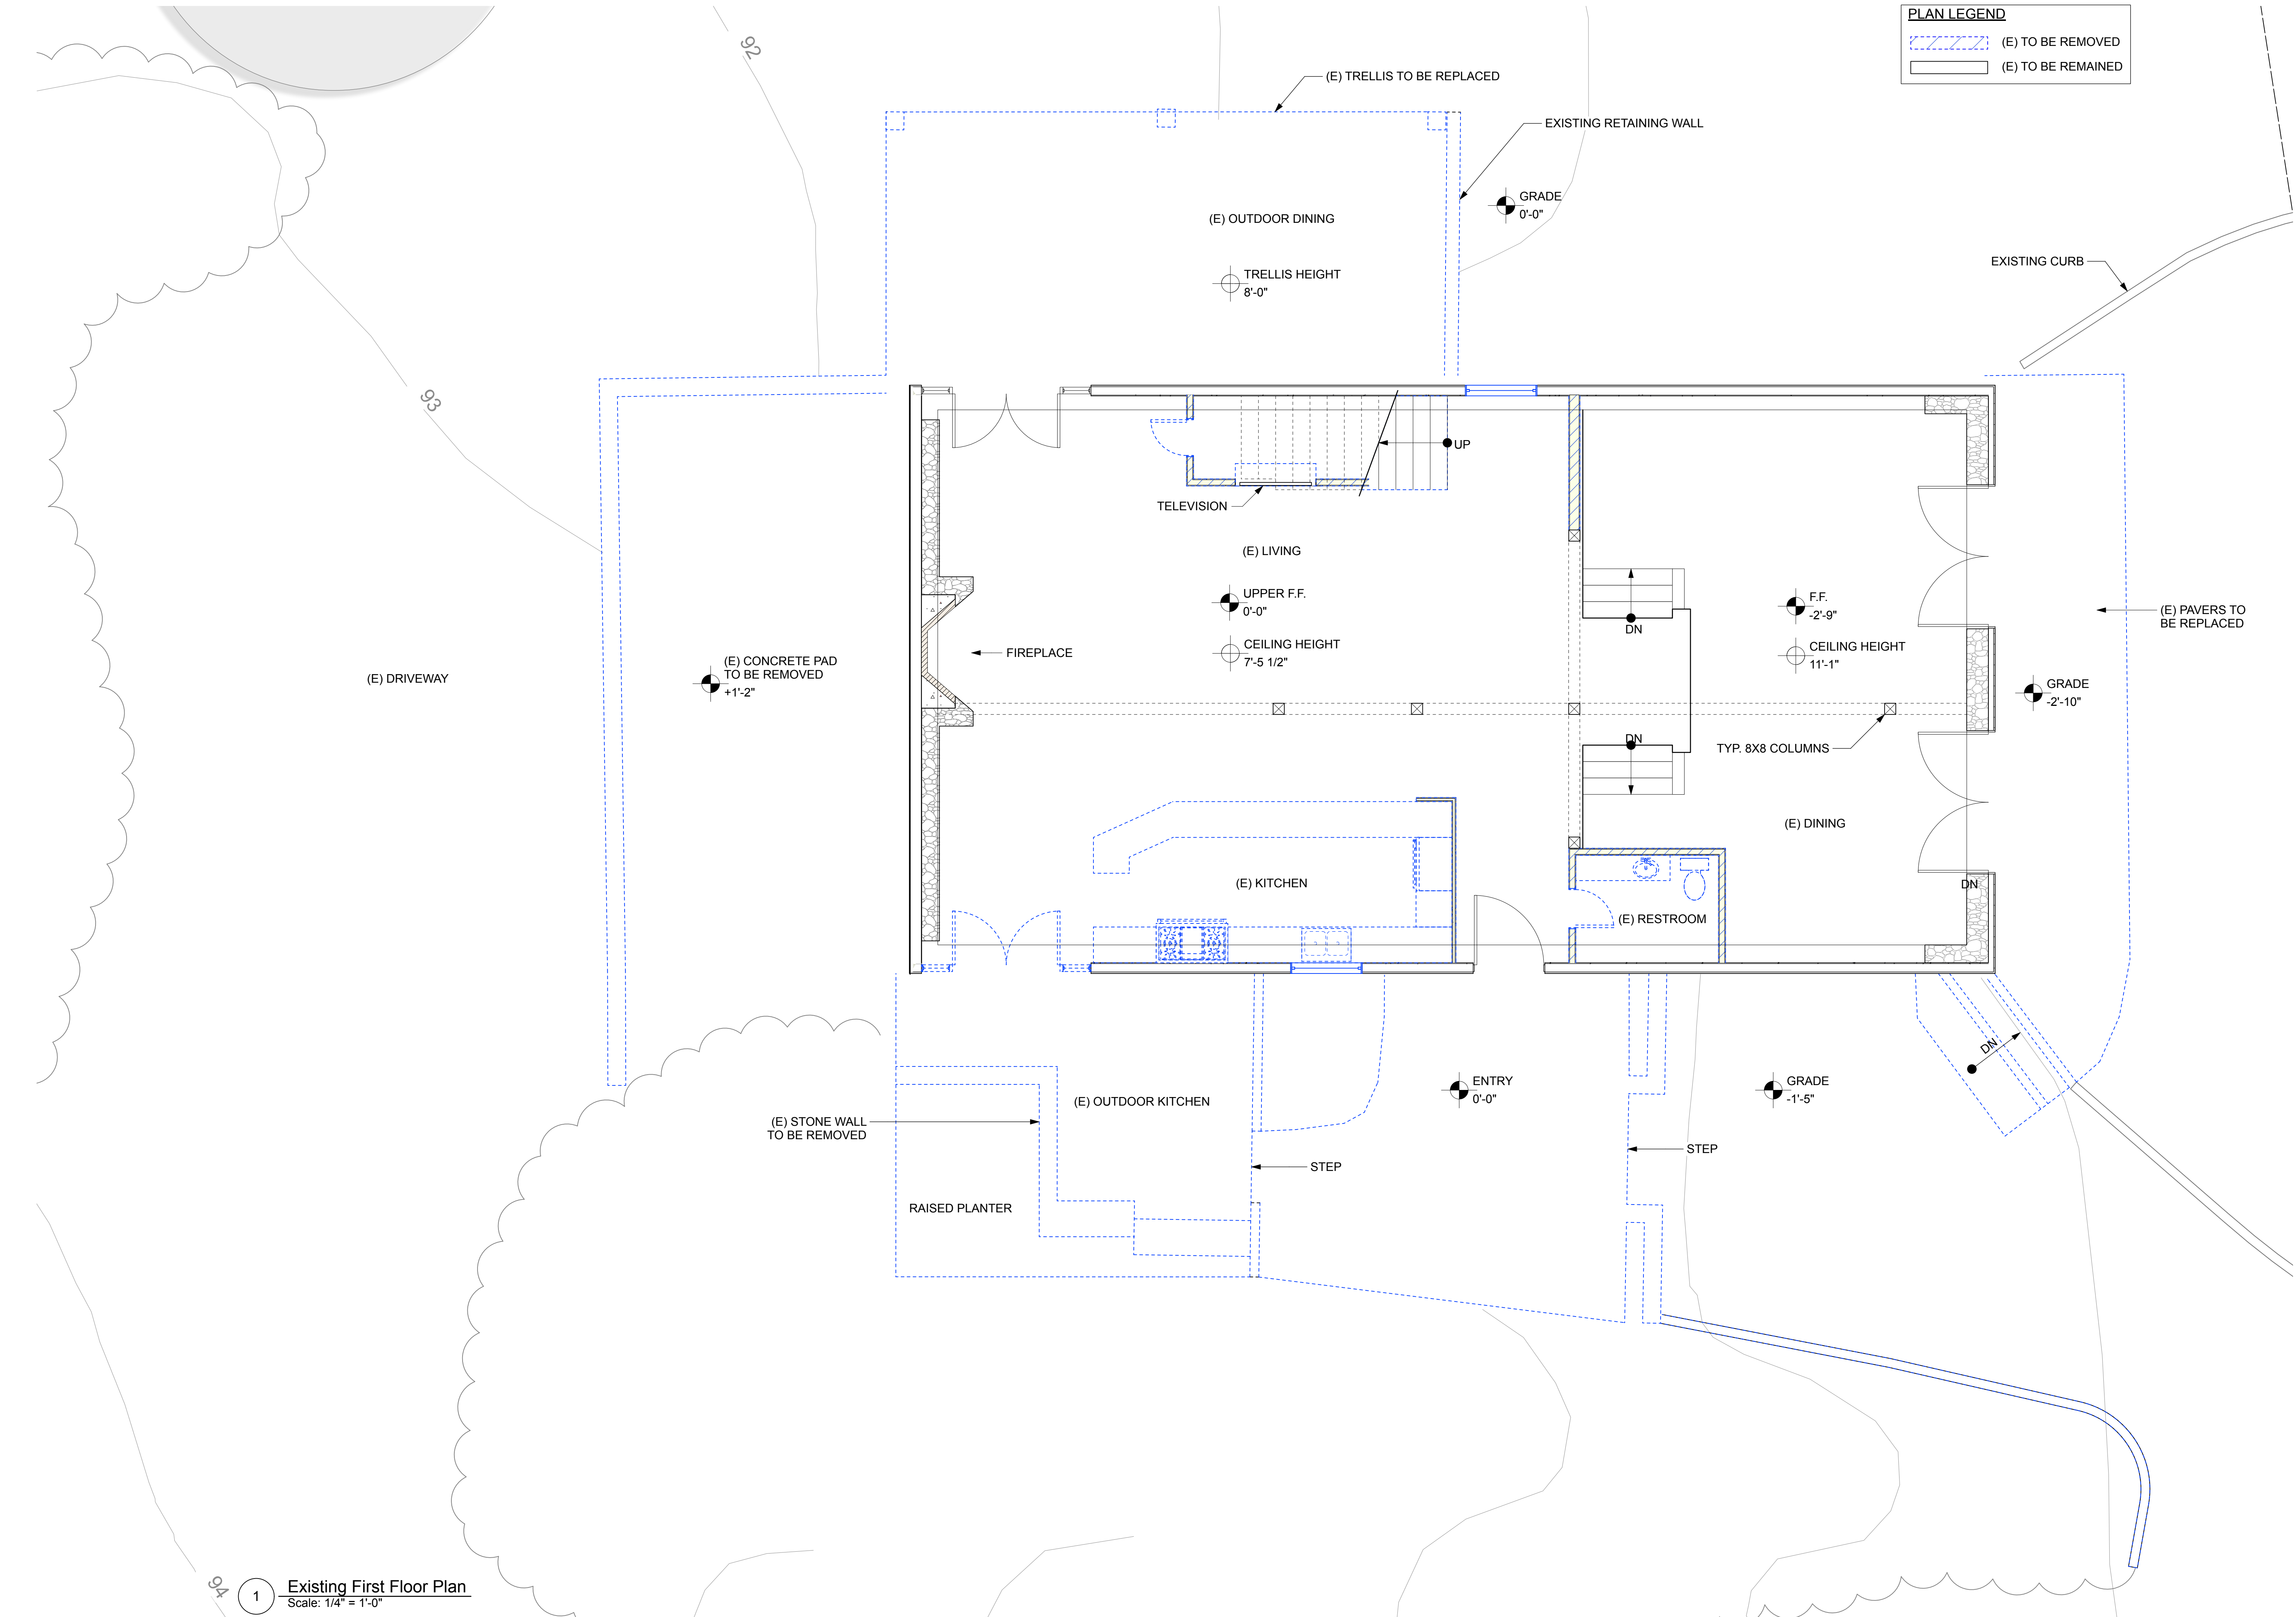 PLAN LEGEND
(E) TO BE REMOVED
(E) TO BE REMAINED
92
(E) TRELLIS TO BE REPLACED
EXISTING RETAINING WALL
GRADE
0'-0"
(E) OUTDOOR DINING
TRELLIS HEIGHT
8'-0"
EXISTING CURB
93
UP
TELEVISION
(E) LIVING
UPPER F.F.
0'-0"
CEILING HEIGHT
7'-5 1/2"
FIREPLACE
DN
F.F.
-2'-9"
CEILING HEIGHT
11'-1"
(E) PAVERS TO
BE REPLACED
(E) DRIVEWAY
(E) CONCRETE PAD
TO BE REMOVED
+1'-2"
GRADE
-2'-10"
DN
TYP. 8X8 COLUMNS
(E) DINING
(E) KITCHEN
DN
(E) RESTROOM
DN
(E) STONE WALL
TO BE REMOVED
(E) OUTDOOR KITCHEN
ENTRY
0'-0"
GRADE
-1'-5"
STEP
STEP
RAISED PLANTER
94
1
Existing First Floor Plan
Scale: 1/4" = 1'-0"